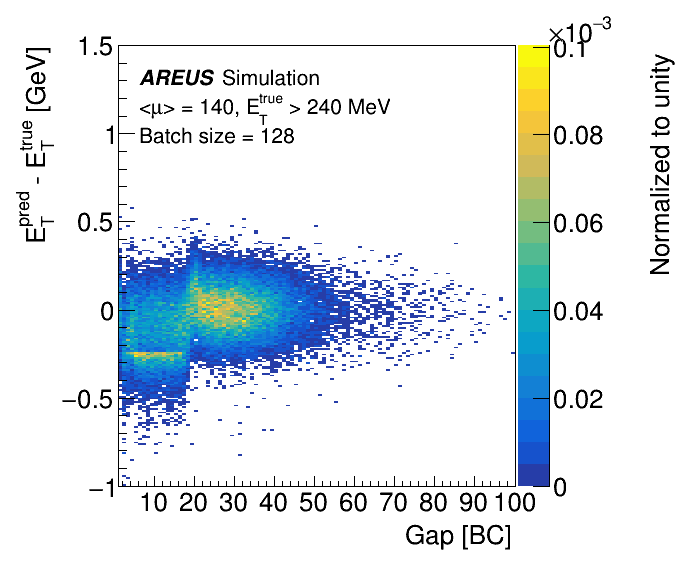 ×10⁻³
1.5
1
0.5
0
−0.5
−1
E_T^pred - E_T^true [GeV]
AREUS Simulation
<μ> = 140, E_T^true > 240 MeV
Batch size = 128
10 20 30 40 50 60 70 80 90 100
Gap [BC]
0.1
0.08
0.06
0.04
0.02
0
Normalized to unity